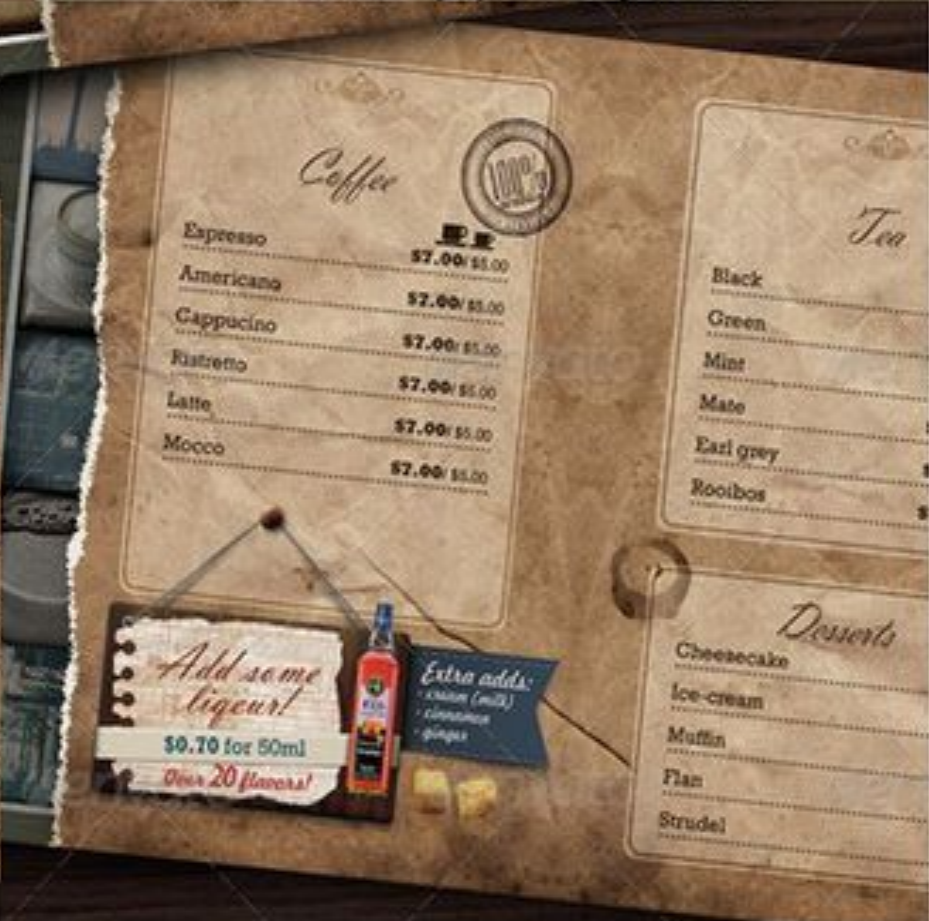 Coffee
100%
Espresso
$7.00/ $5.00
Americano
$7.00/ $5.00
Cappucino
$7.00/ $5.00
Ristretto
$7.00/ $5.00
Latte
$7.00/ $5.00
Mocco
$7.00/ $5.00
Add some
liqeur!
$0.70 for 50ml
Over 20 flavors!
Extra adds:
- cream (milk)
- cinnamon
- ginger
Tea
Black
Green
Mint
Mate
Earl grey
Rooibos
Desserts
Cheesecake
Ice-cream
Muffin
Flan
Strudel